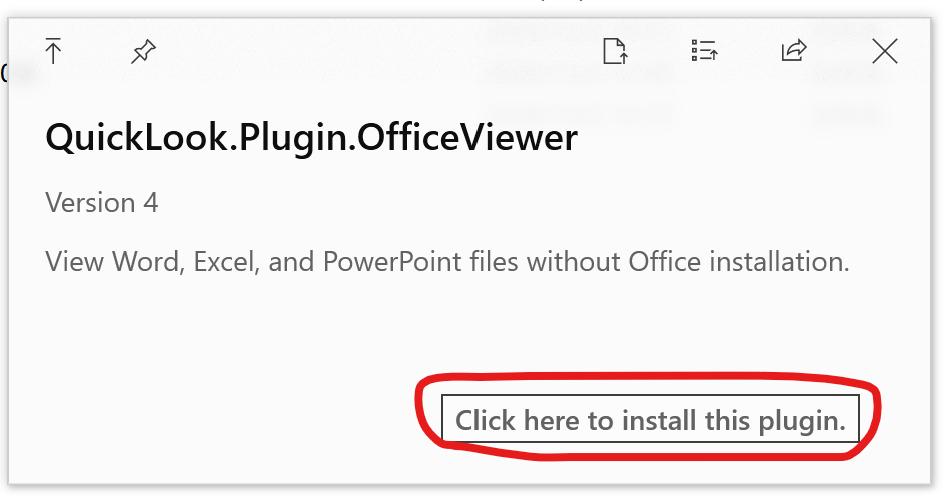 QuickLook.Plugin.OfficeViewer
Version 4
View Word, Excel, and PowerPoint files without Office installation.
Click here to install this plugin.